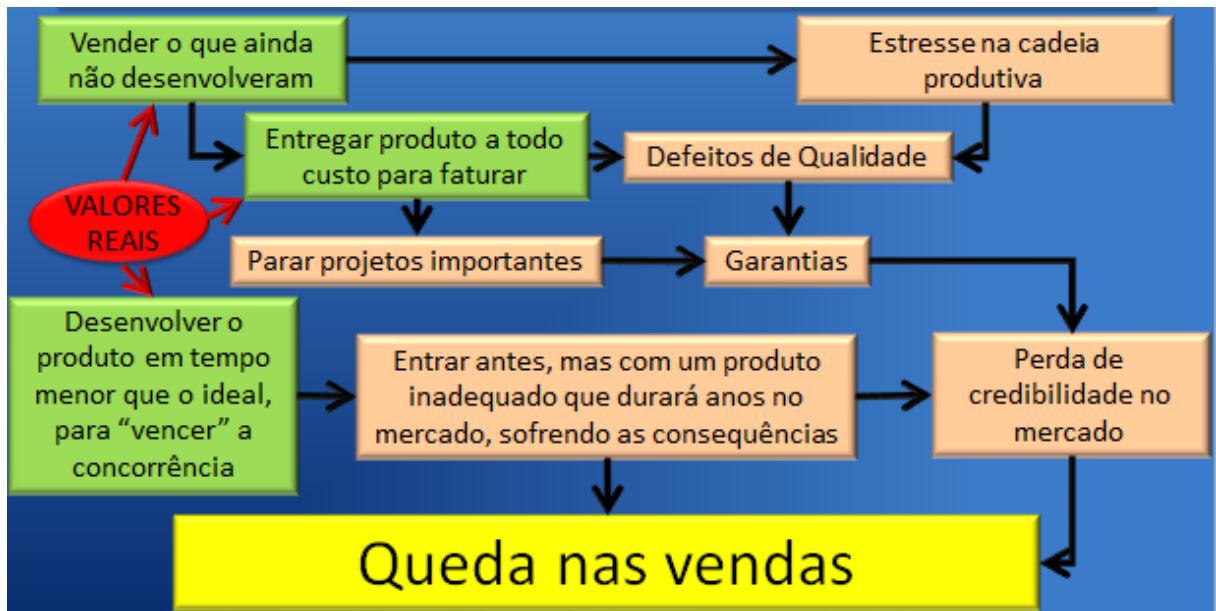 Vender o que ainda
não desenvolveram
Estresse na cadeia
produtiva
Entregar produto a todo
custo para faturar
Defeitos de Qualidade
VALORES
REAIS
Parar projetos importantes
Garantias
Desenvolver o
produto em tempo
menor que o ideal,
para “vencer” a
concorrência
Entrar antes, mas com um produto
inadequado que durará anos no
mercado, sofrendo as consequências
Perda de
credibilidade no
mercado
Queda nas vendas